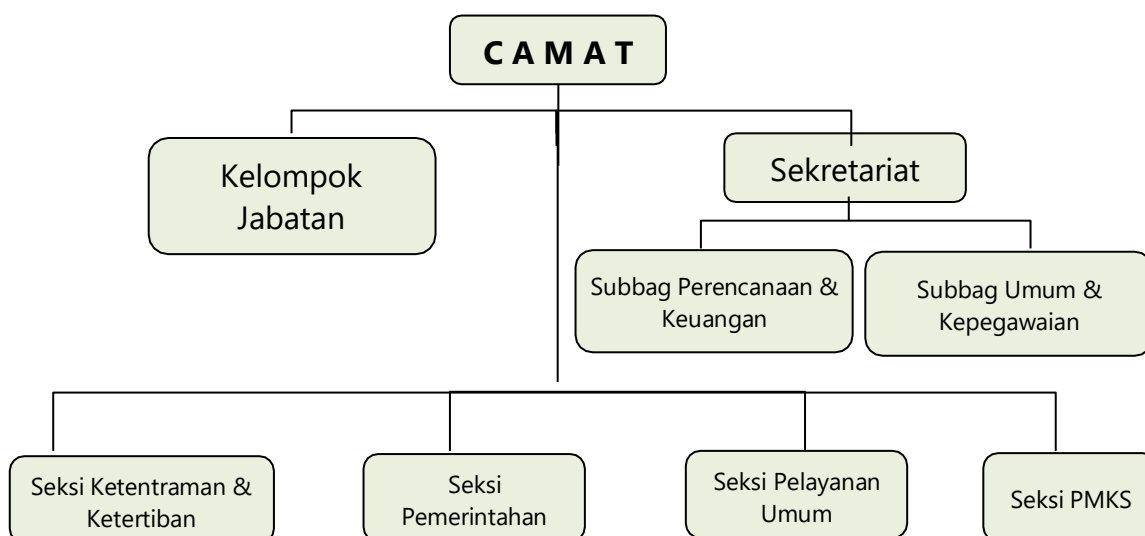 C A M A T
Kelompok
Jabatan
Sekretariat
Subbag Perencanaan &
Keuangan
Subbag Umum &
Kepegawaian
Seksi Ketentraman &
Ketertiban
Seksi
Pemerintahan
Seksi Pelayanan
Umum
Seksi PMKS